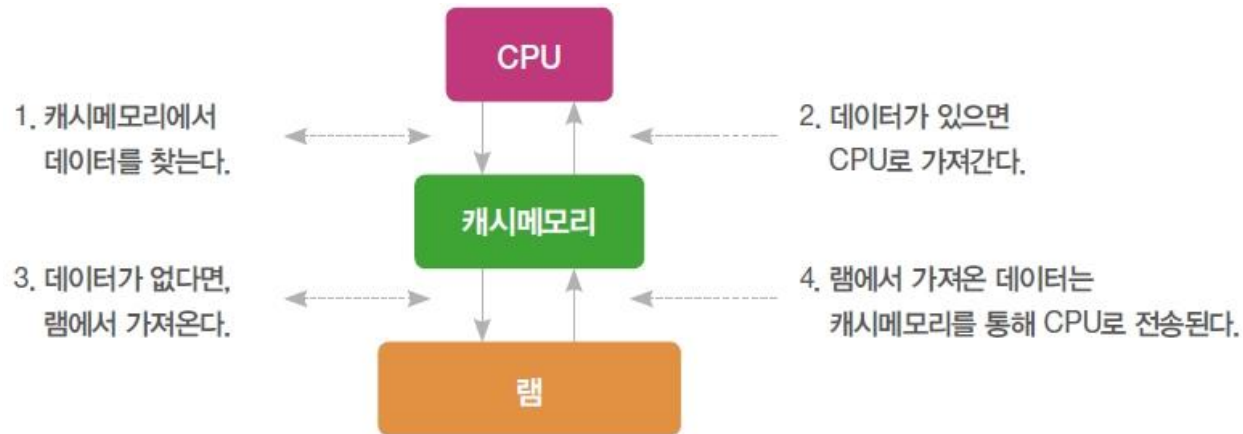 CPU
1. 캐시메모리에서
데이터를 찾는다.
2. 데이터가 있으면
CPU로 가져간다.
캐시메모리
3. 데이터가 없다면,
램에서 가져온다.
4. 램에서 가져온 데이터는
캐시메모리를 통해 CPU로 전송된다.
램